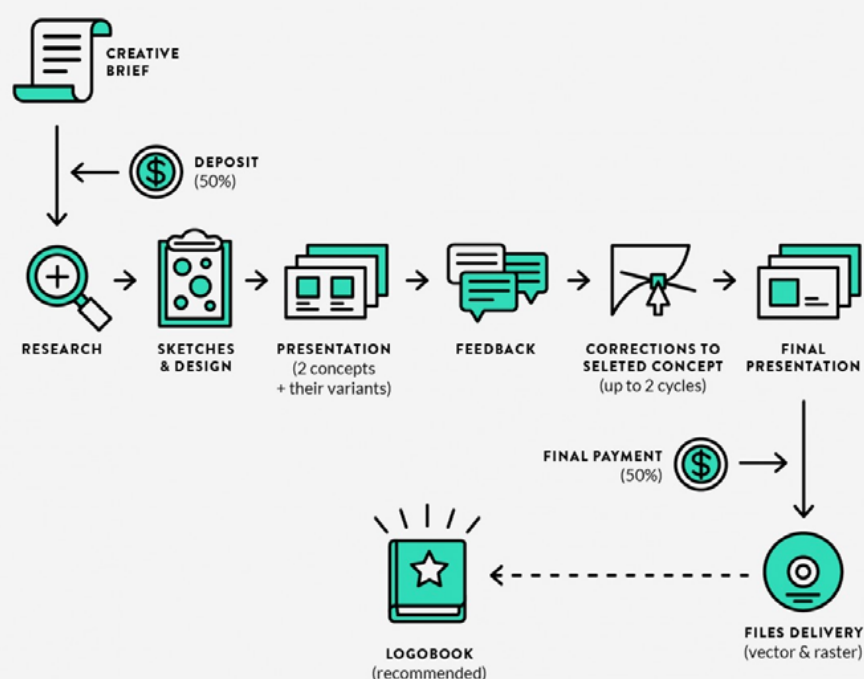 CREATIVE
BRIEF
DEPOSIT
(50%)
RESEARCH
SKETCHES
& DESIGN
PRESENTATION
(2 concepts
+ their variants)
FEEDBACK
CORRECTIONS TO
SELETED CONCEPT
(up to 2 cycles)
FINAL
PRESENTATION
FINAL PAYMENT
(50%)
FILES DELIVERY
(vector & raster)
LOGOBOOK
(recommended)